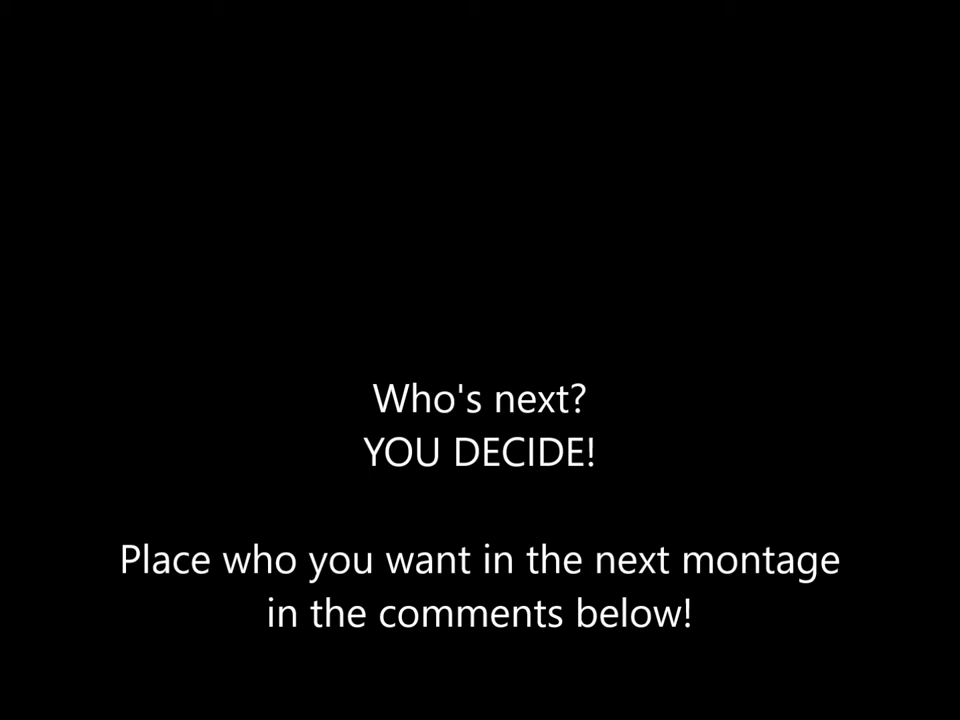 Who's next?
YOU DECIDE!
Place who you want in the next montage
in the comments below!